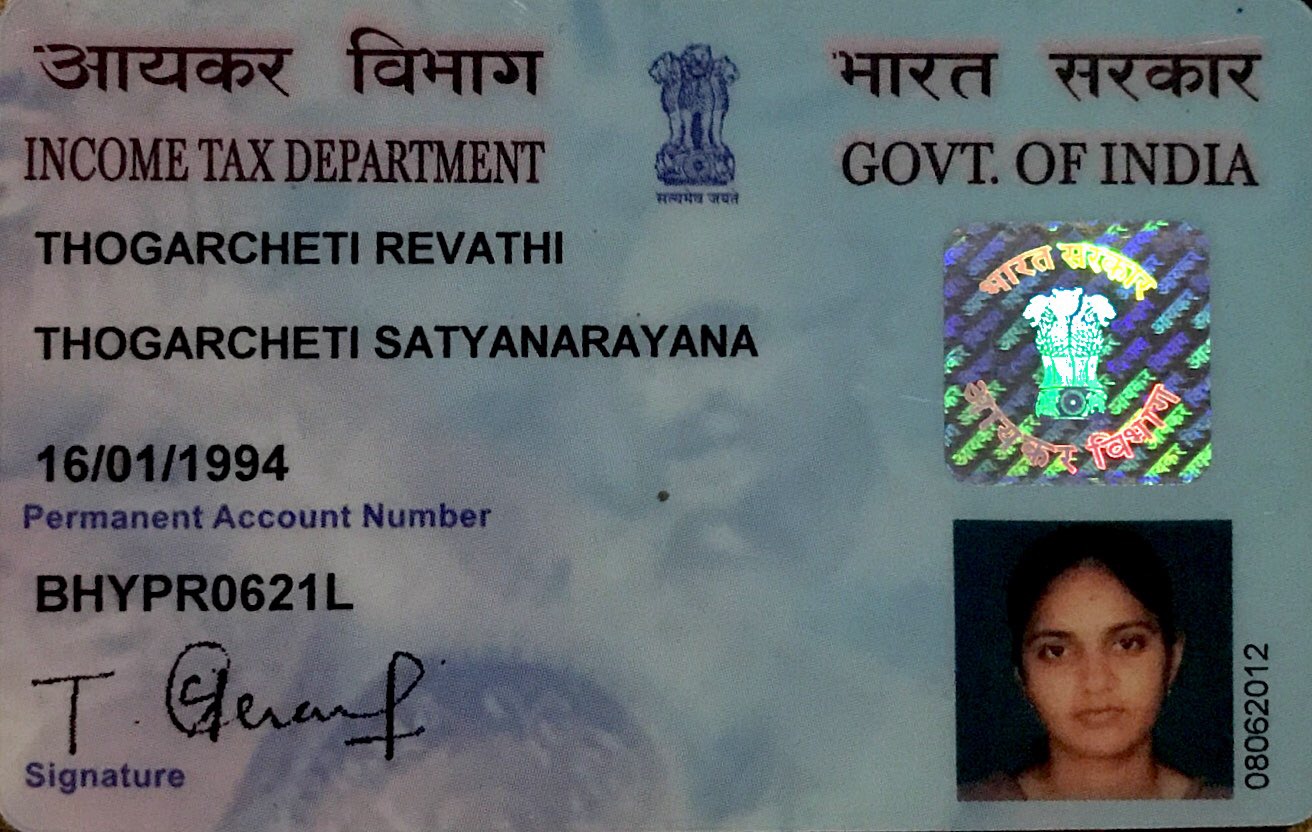 आयकर विभाग
भारत सरकार
INCOME TAX DEPARTMENT
GOVT. OF INDIA
सत्यमेव जयते
THOGARCHETI REVATHI
THOGARCHETI SATYANARAYANA
16/01/1994
Permanent Account Number
BHYPR0621L
Signature
भारत सरकार
आयकर विभाग
08062012